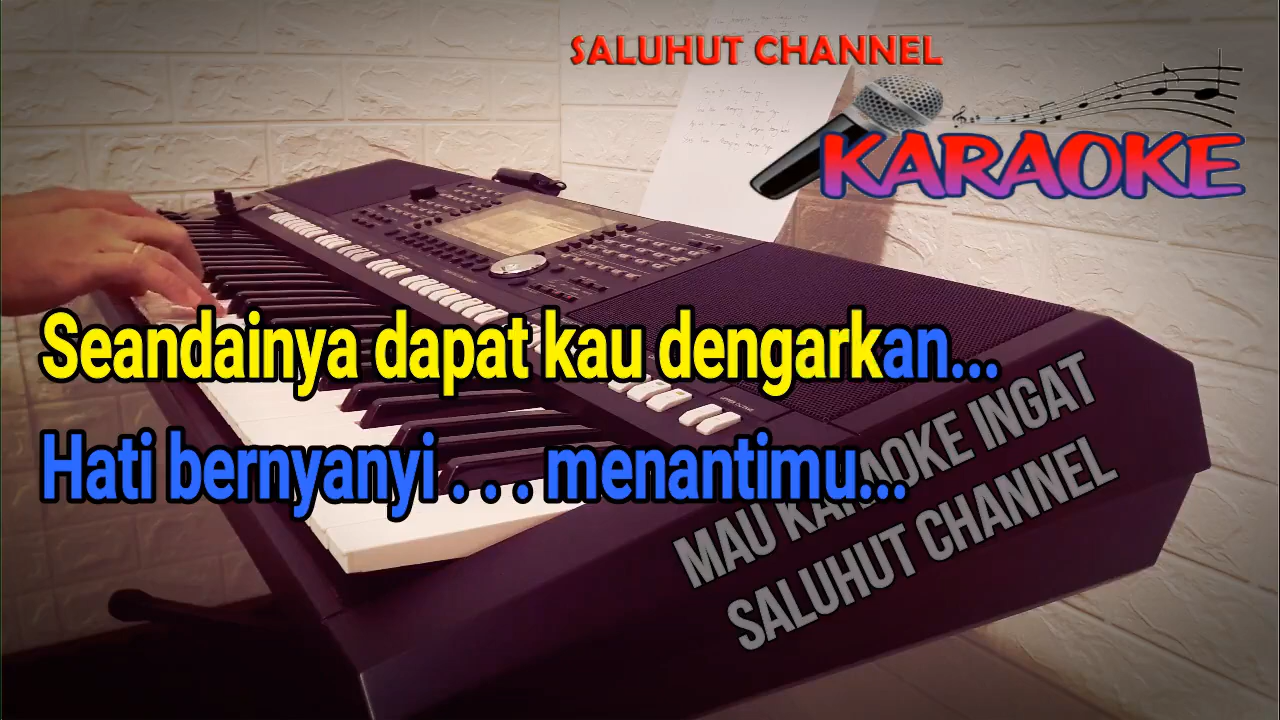 SALUHUT CHANNEL
KARAOKE
Seandainya dapat kau dengarkan...
Hati bernyanyi . . . menantimu...
MAU KARAOKE INGAT
SALUHUT CHANNEL